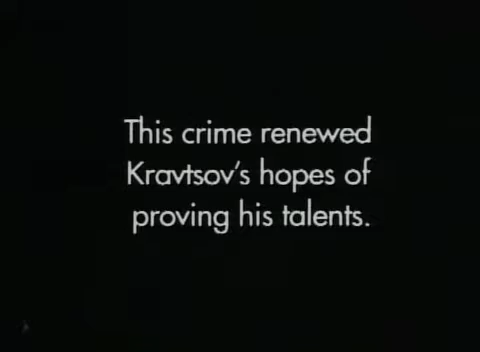 This crime renewed
Kravtsov's hopes of
proving his talents.